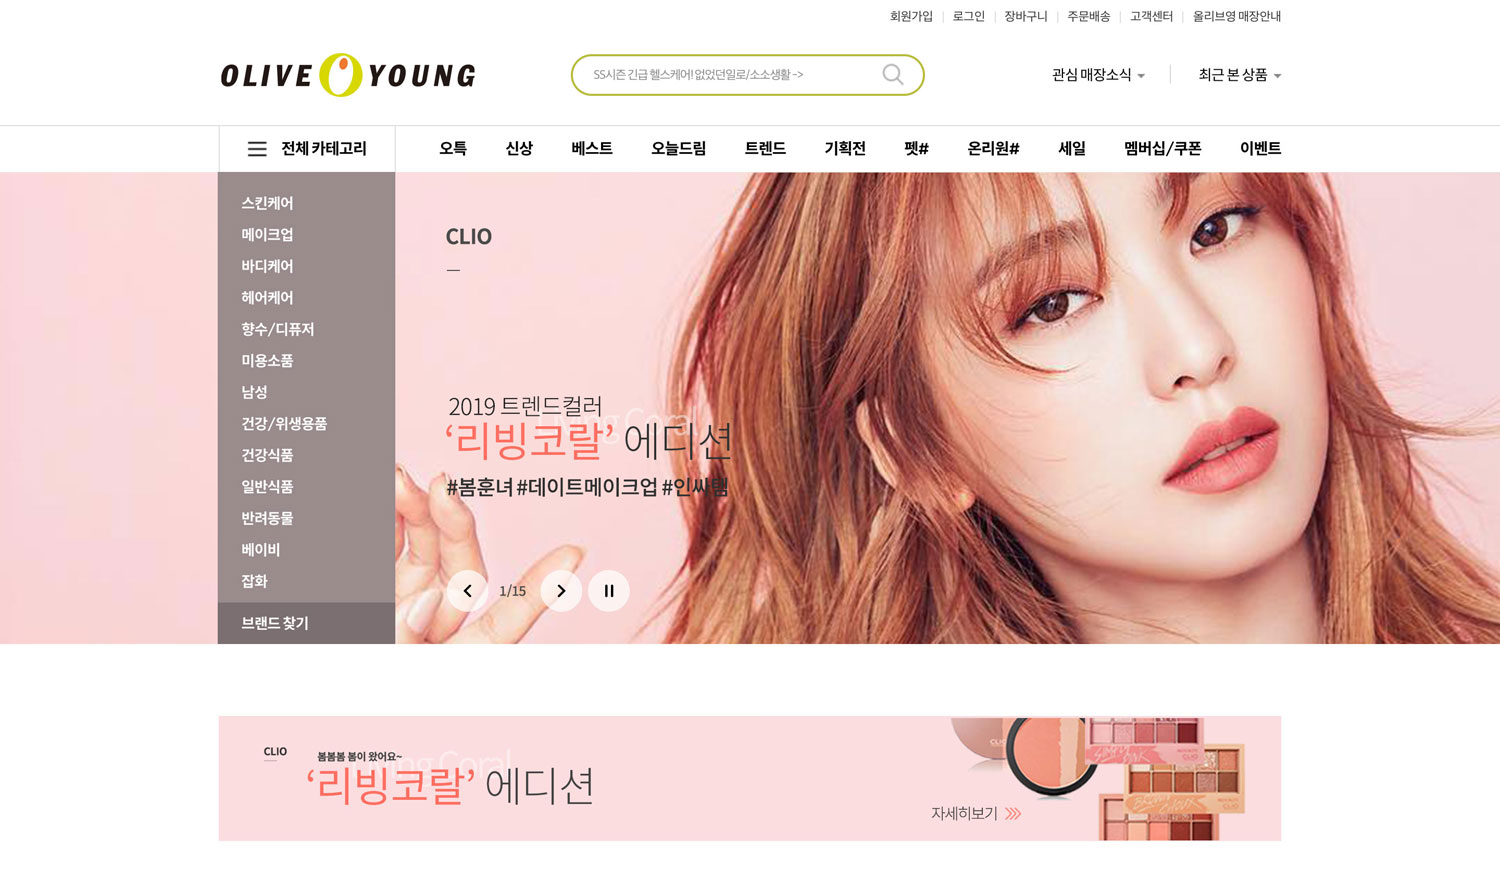 회원가입 | 로그인 | 장바구니 | 주문배송 | 고객센터 | 올리브영 매장안내
OLIVE YOUNG
SS시즌 긴급 헬스케어! 없었던일로/소소생활 ->
관심 매장소식
최근 본 상품
전체 카테고리
오특 신상 베스트 오늘드림 트렌드 기획전 펫# 온리원# 세일 멤버십/쿠폰 이벤트
스킨케어
메이크업
바디케어
헤어케어
향수/디퓨저
미용소품
남성
건강/위생용품
건강식품
일반식품
반려동물
베이비
잡화
브랜드 찾기
CLIO
2019 트렌드컬러
Living Coral
‘리빙코랄’ 에디션
#봄훈녀 #데이트메이크업 #인싸템
1/15
CLIO
봄봄봄 봄이 왔어요~
Living Coral
‘리빙코랄’ 에디션
자세히보기
CLIO